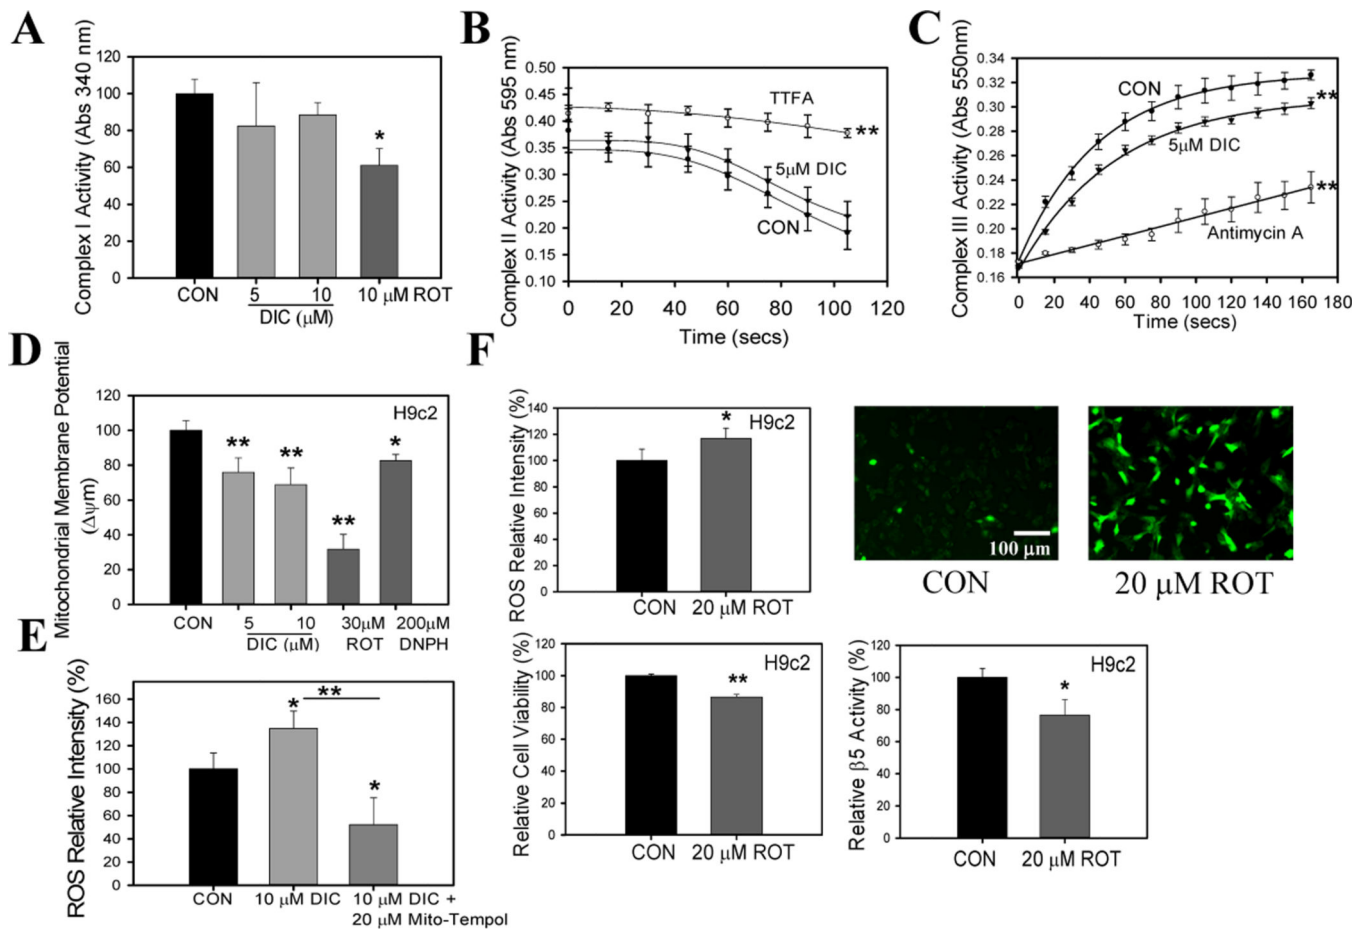 A
Complex I Activity (Abs 340 nm)
120
100
80
60
40
20
0
*
CON
5
10
10 μM ROT
DIC (μM)
B
Complex II Activity (Abs 595 nm)
0.50
0.45
0.40
0.35
0.30
0.25
0.20
0.15
0.10
TTFA
**
5μM DIC
CON
0 20 40 60 80 100 120
Time (secs)
C
Complex III Activity (Abs 550nm)
0.34
0.32
0.30
0.28
0.26
0.24
0.22
0.20
0.18
0.16
CON
**
5μM DIC
**
Antimycin A
0 20 40 60 80 100 120 140 160 180
Time (secs)
D
Mitochondrial Membrane Potential
(Δψm)
120
100
80
60
40
20
0
H9c2
** ** ** *
CON
5
10
30μM
200μM
DIC (μM)
ROT
DNPH
E
ROS Relative Intensity (%)
160
140
120
100
80
60
40
20
0
**
*
*
CON
10 μM DIC
10 μM DIC +
20 μM Mito-Tempol
F
ROS Relative Intensity (%)
140
120
100
80
60
40
20
0
*
H9c2
CON
20 μM ROT
100 μm
CON
20 μM ROT
Relative Cell Viability (%)
120
100
80
60
40
20
0
H9c2
**
CON
20 μM ROT
Relative β5 Activity (%)
120
100
80
60
40
20
0
H9c2
*
CON
20 μM ROT